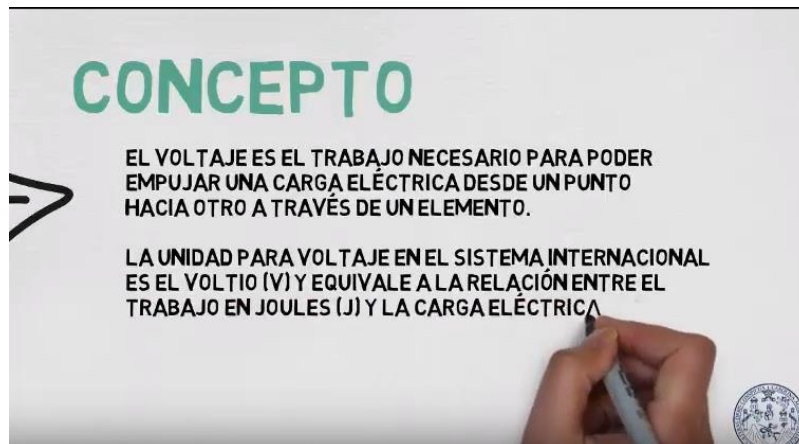 CONCEPTO
EL VOLTAJE ES EL TRABAJO NECESARIO PARA PODER
EMPUJAR UNA CARGA ELÉCTRICA DESDE UN PUNTO
HACIA OTRO A TRAVÉS DE UN ELEMENTO.
LA UNIDAD PARA VOLTAJE EN EL SISTEMA INTERNACIONAL
ES EL VOLTIO (V) Y EQUIVALE A LA RELACIÓN ENTRE EL
TRABAJO EN JOULES (J) Y LA CARGA ELÉCTRICA